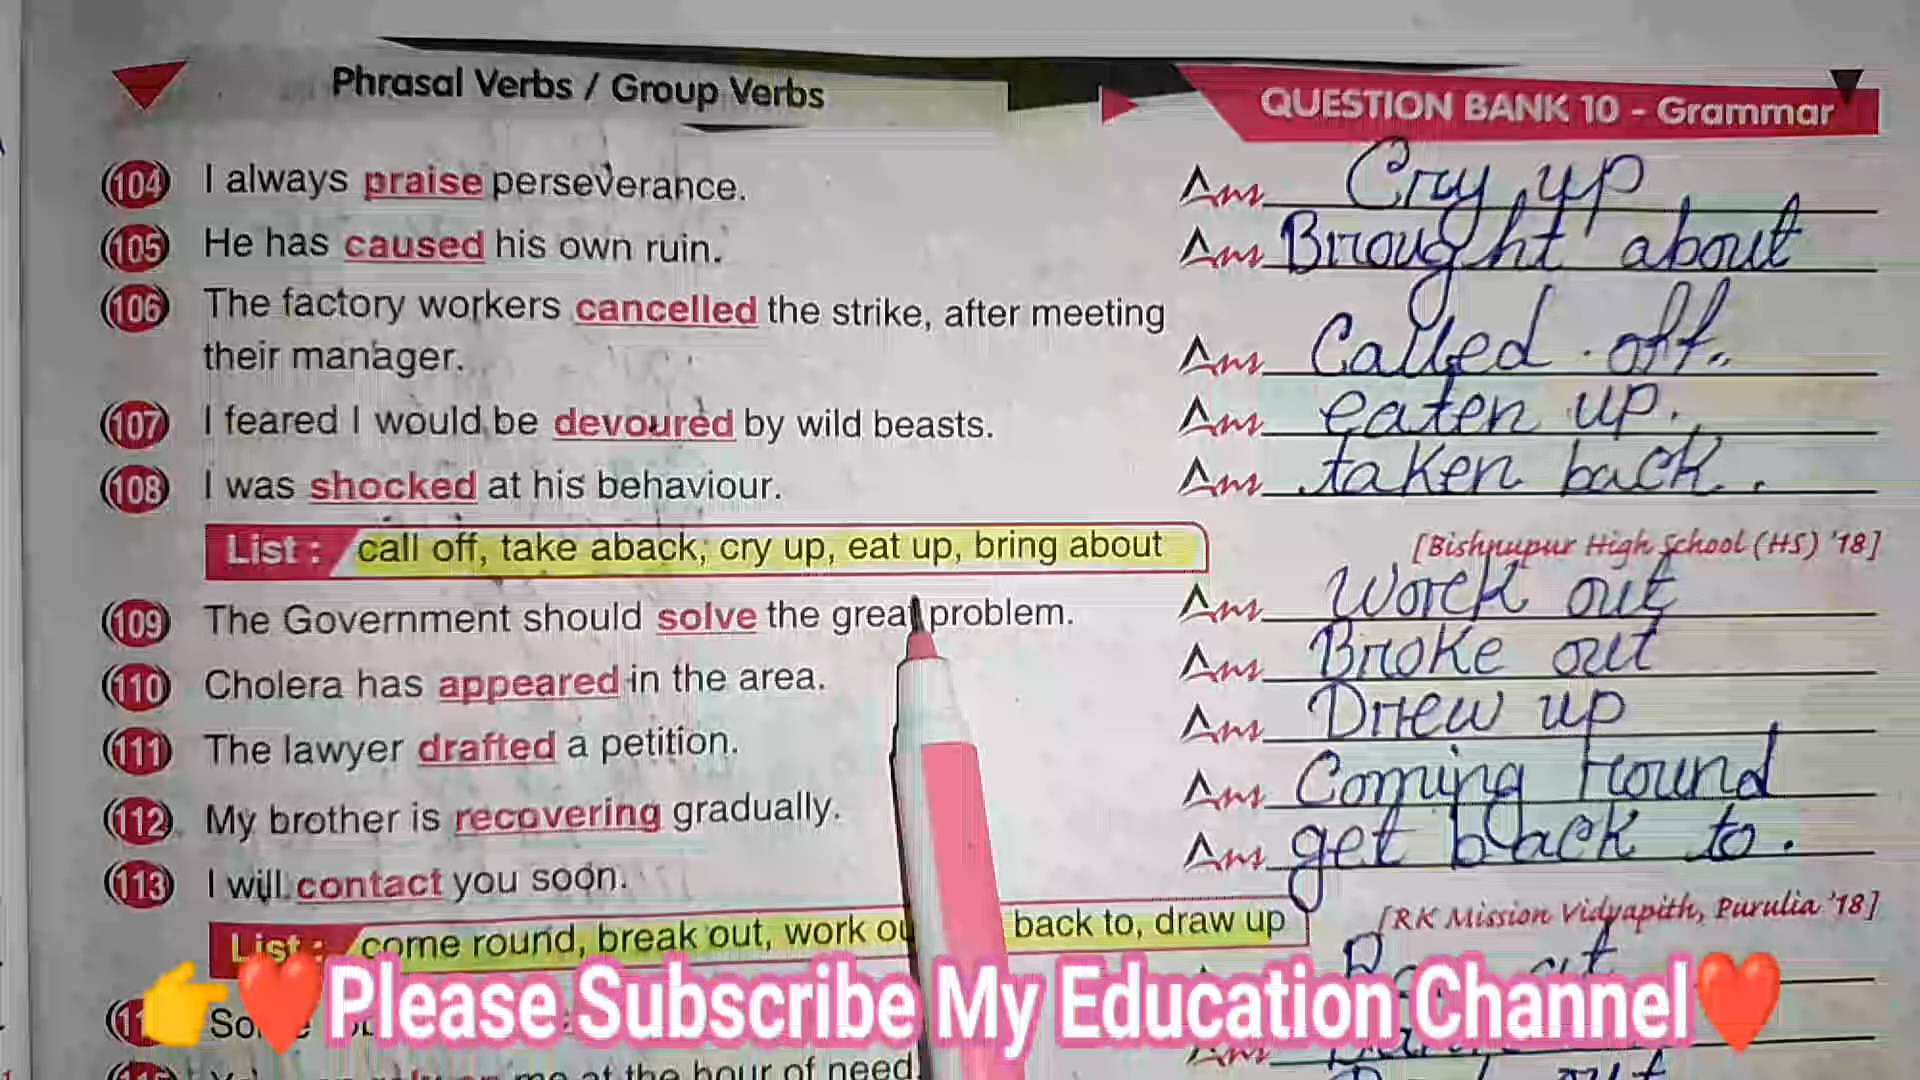 Phrasal Verbs / Group Verbs
QUESTION BANK 10 - Grammar
104 I always praise perseverance. Ans Cry up
105 He has caused his own ruin. Ans Brought about
106 The factory workers cancelled the strike, after meeting
their manager. Ans Called off.
107 I feared I would be devoured by wild beasts. Ans eaten up.
108 I was shocked at his behaviour. Ans taken back.
List : call off, take aback, cry up, eat up, bring about
[Bishnupur High School (HS) '18]
109 The Government should solve the great problem. Ans Work out
110 Cholera has appeared in the area. Ans Broke out
111 The lawyer drafted a petition. Ans Drew up
112 My brother is recovering gradually. Ans Coming round
113 I will contact you soon. Ans get back to.
List : come round, break out, work back to, draw up
[RK Mission Vidyapith, Purulia '18]
Please Subscribe My Education Channel
me at the hour of need.